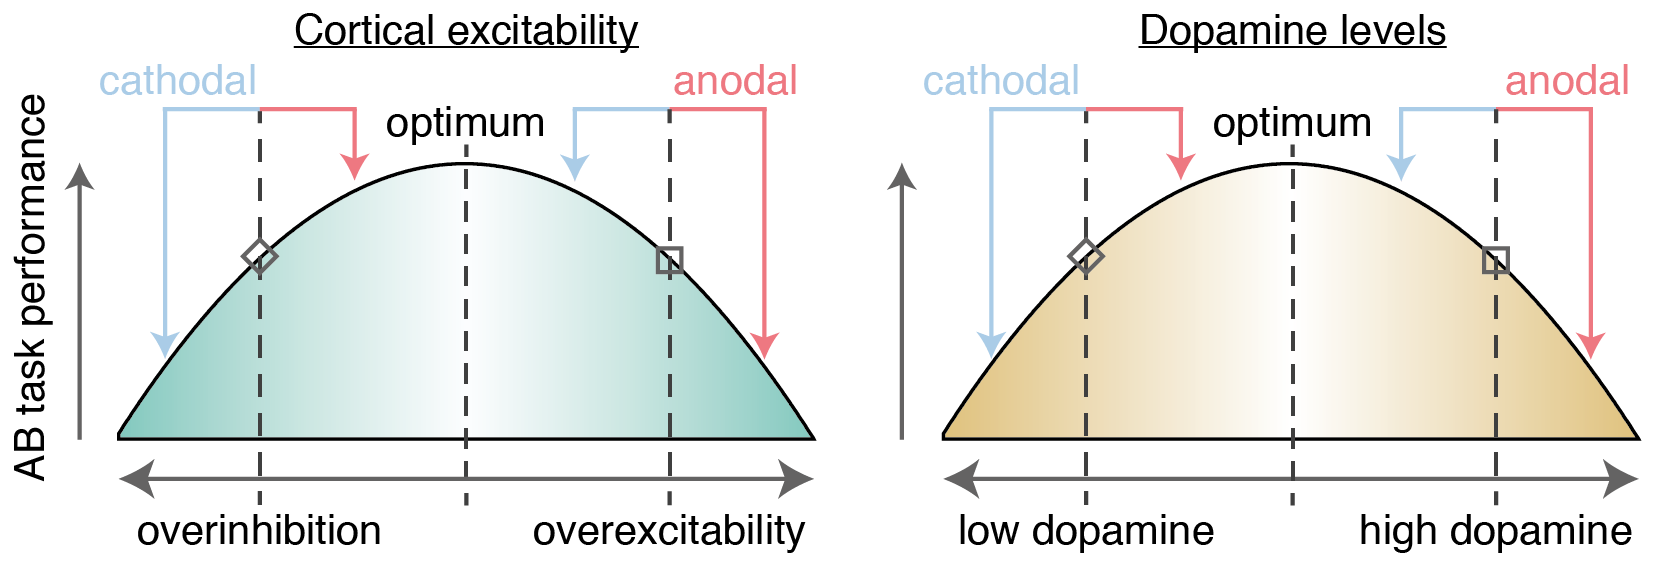 Cortical excitability
Dopamine levels
cathodal
anodal
cathodal
anodal
optimum
optimum
AB task performance
overinhibition
overexcitability
low dopamine
high dopamine